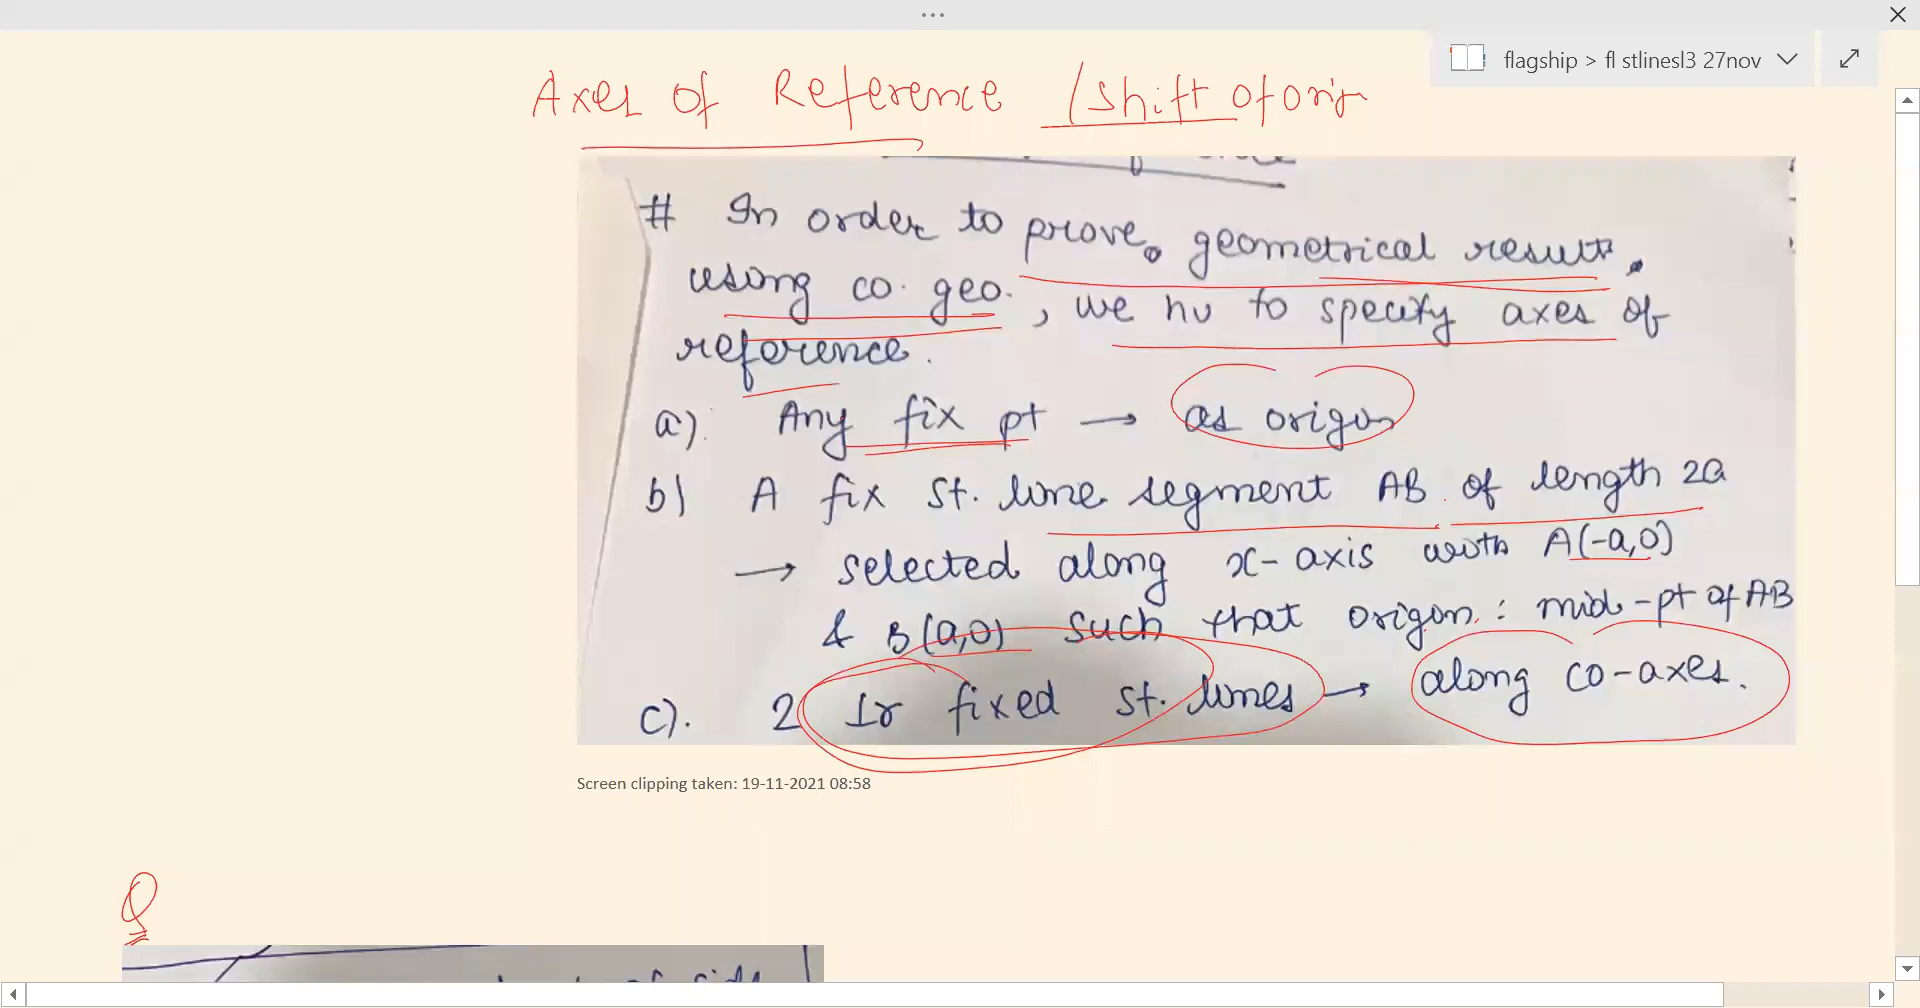 flagship > fl stlinesl3 27nov
Axes of Reference / Shift of orig
# In order to prove geometrical result
using co. geo., we hv to specify axes of
reference.
a). Any fix pt → as origin
b) A fix st. line segment AB of length 2a
→ selected along x-axis with A(-a,0)
& B(a,0) such that origin : mid-pt of AB
c). 2 ⊥r fixed st. lines → along co-axes.
Screen clipping taken: 19-11-2021 08:58
Q